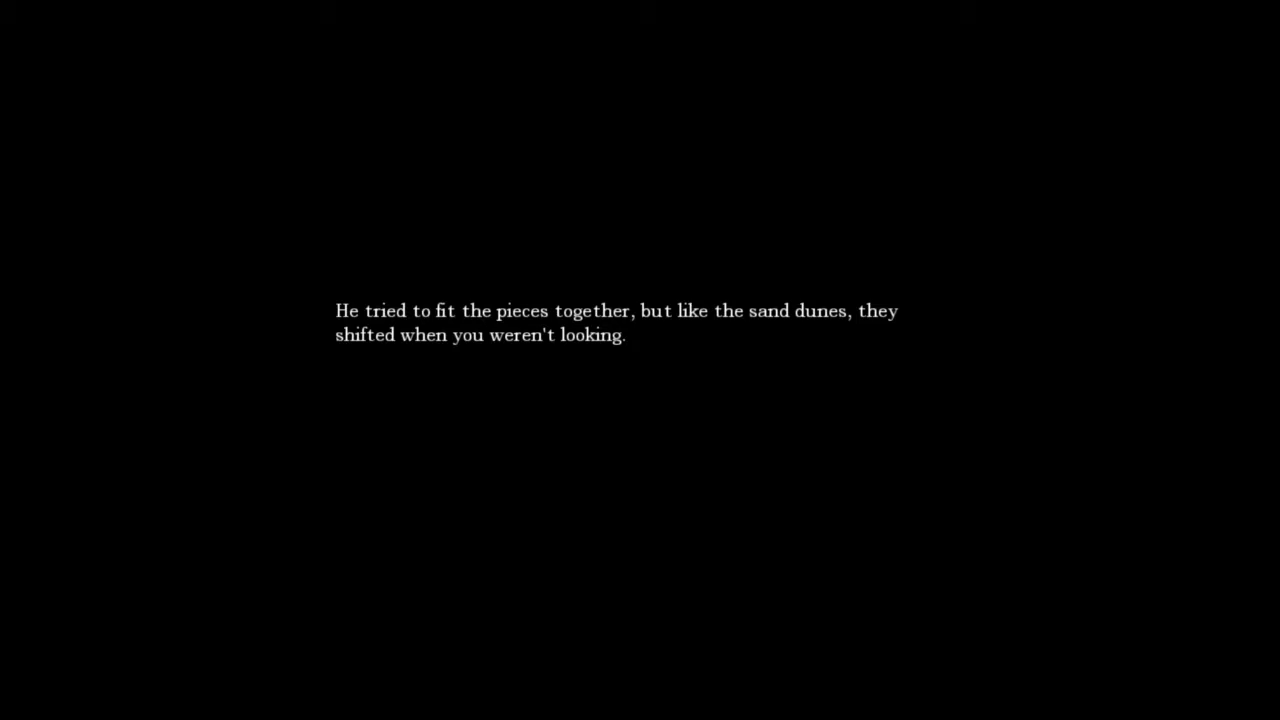 He tried to fit the pieces together, but like the sand dunes, they
shifted when you weren't looking.